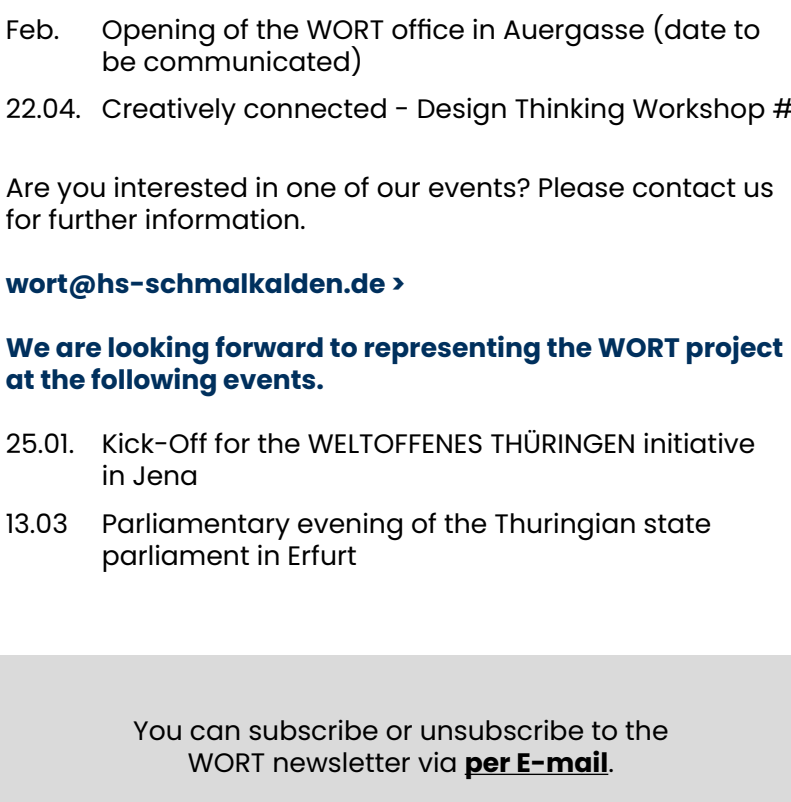 Feb. Opening of the WORT office in Auergasse (date to
be communicated)
22.04. Creatively connected - Design Thinking Workshop #
Are you interested in one of our events? Please contact us
for further information.
wort@hs-schmalkalden.de >
We are looking forward to representing the WORT project
at the following events.
25.01. Kick-Off for the WELTOFFENES THÜRINGEN initiative
in Jena
13.03 Parliamentary evening of the Thuringian state
parliament in Erfurt
You can subscribe or unsubscribe to the
WORT newsletter via per E-mail.